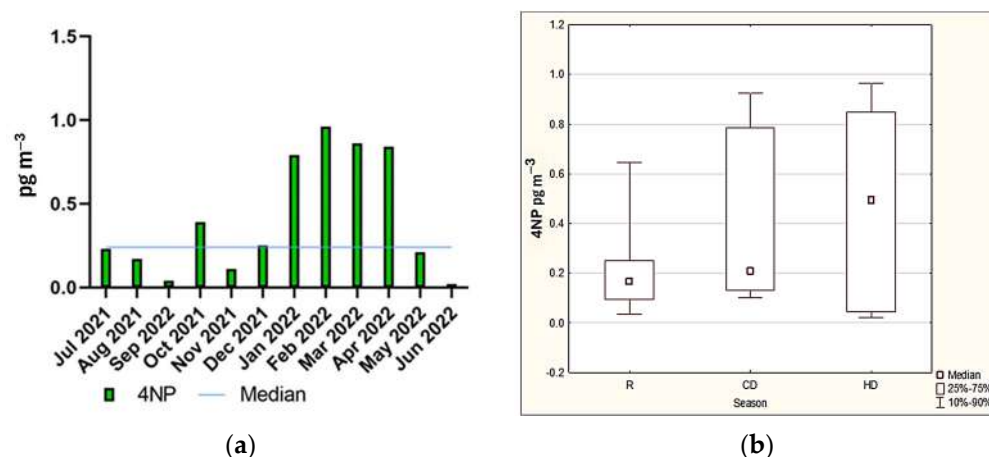 1.5
1.0
0.5
0.0
pg m⁻³
Jul 2021
Aug 2021
Sep 2022
Oct 2021
Nov 2021
Dec 2021
Jan 2022
Feb 2022
Mar 2022
Apr 2022
May 2022
Jun 2022
4NP
Median
(a)
1.2
1.0
0.8
0.6
0.4
0.2
0.0
-0.2
4NP pg m⁻³
R
CD
HD
Season
Median
25%-75%
10%-90%
(b)